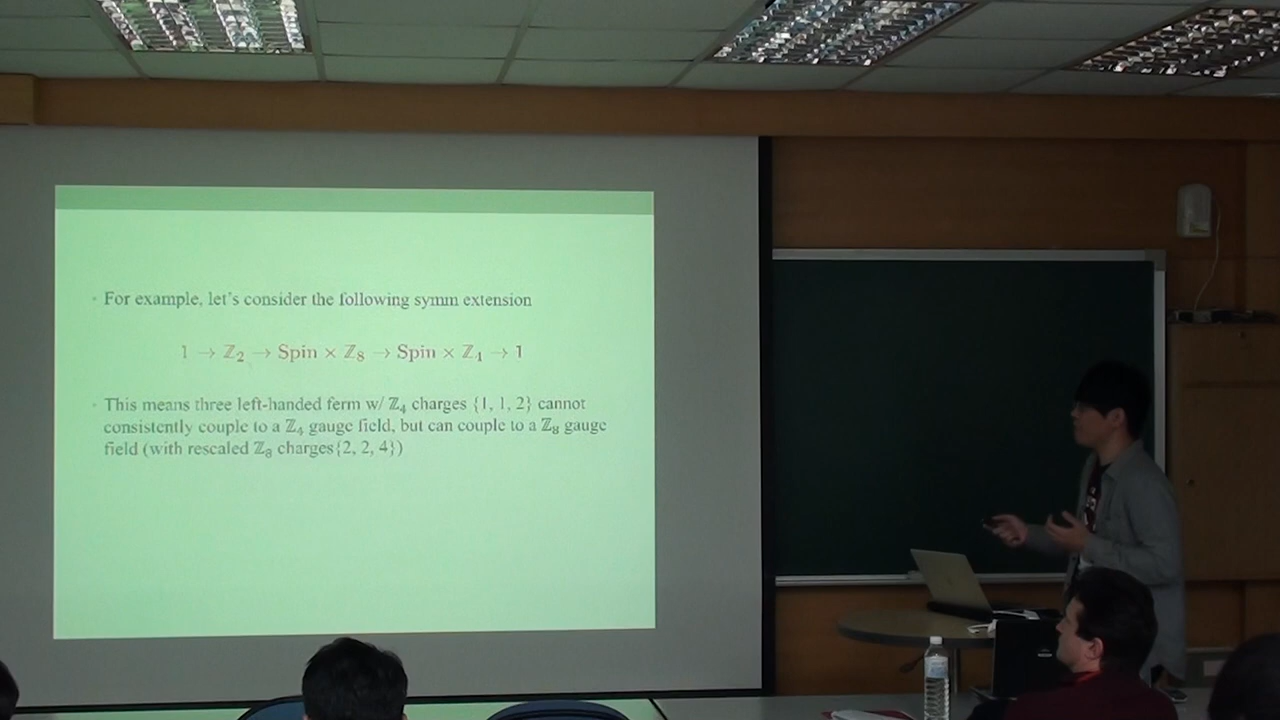 · For example, let's consider the following symm extension
1 → ℤ₂ → Spin × ℤ₈ → Spin × ℤ₄ → 1
· This means three left-handed ferm w/ ℤ₄ charges {1, 1, 2} cannot
consistently couple to a ℤ₄ gauge field, but can couple to a ℤ₈ gauge
field (with rescaled ℤ₈ charges{2, 2, 4})